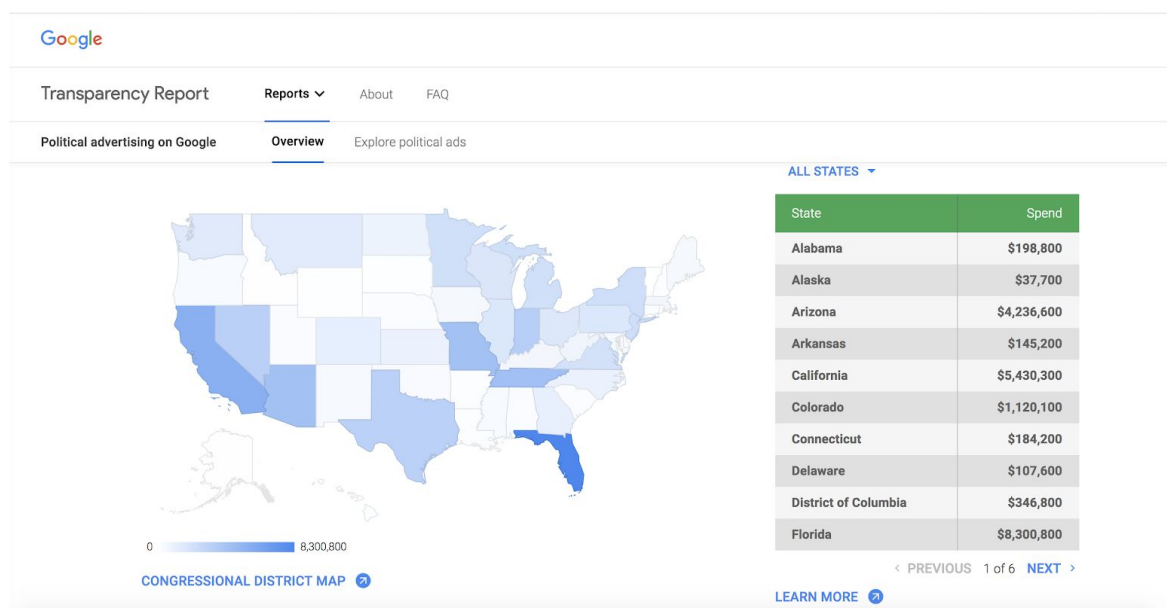 Google
Transparency Report Reports About FAQ
Political advertising on Google Overview Explore political ads
ALL STATES
State Spend
Alabama $198,800
Alaska $37,700
Arizona $4,236,600
Arkansas $145,200
California $5,430,300
Colorado $1,120,100
Connecticut $184,200
Delaware $107,600
District of Columbia $346,800
Florida $8,300,800
0 8,300,800
< PREVIOUS 1 of 6 NEXT >
CONGRESSIONAL DISTRICT MAP
LEARN MORE